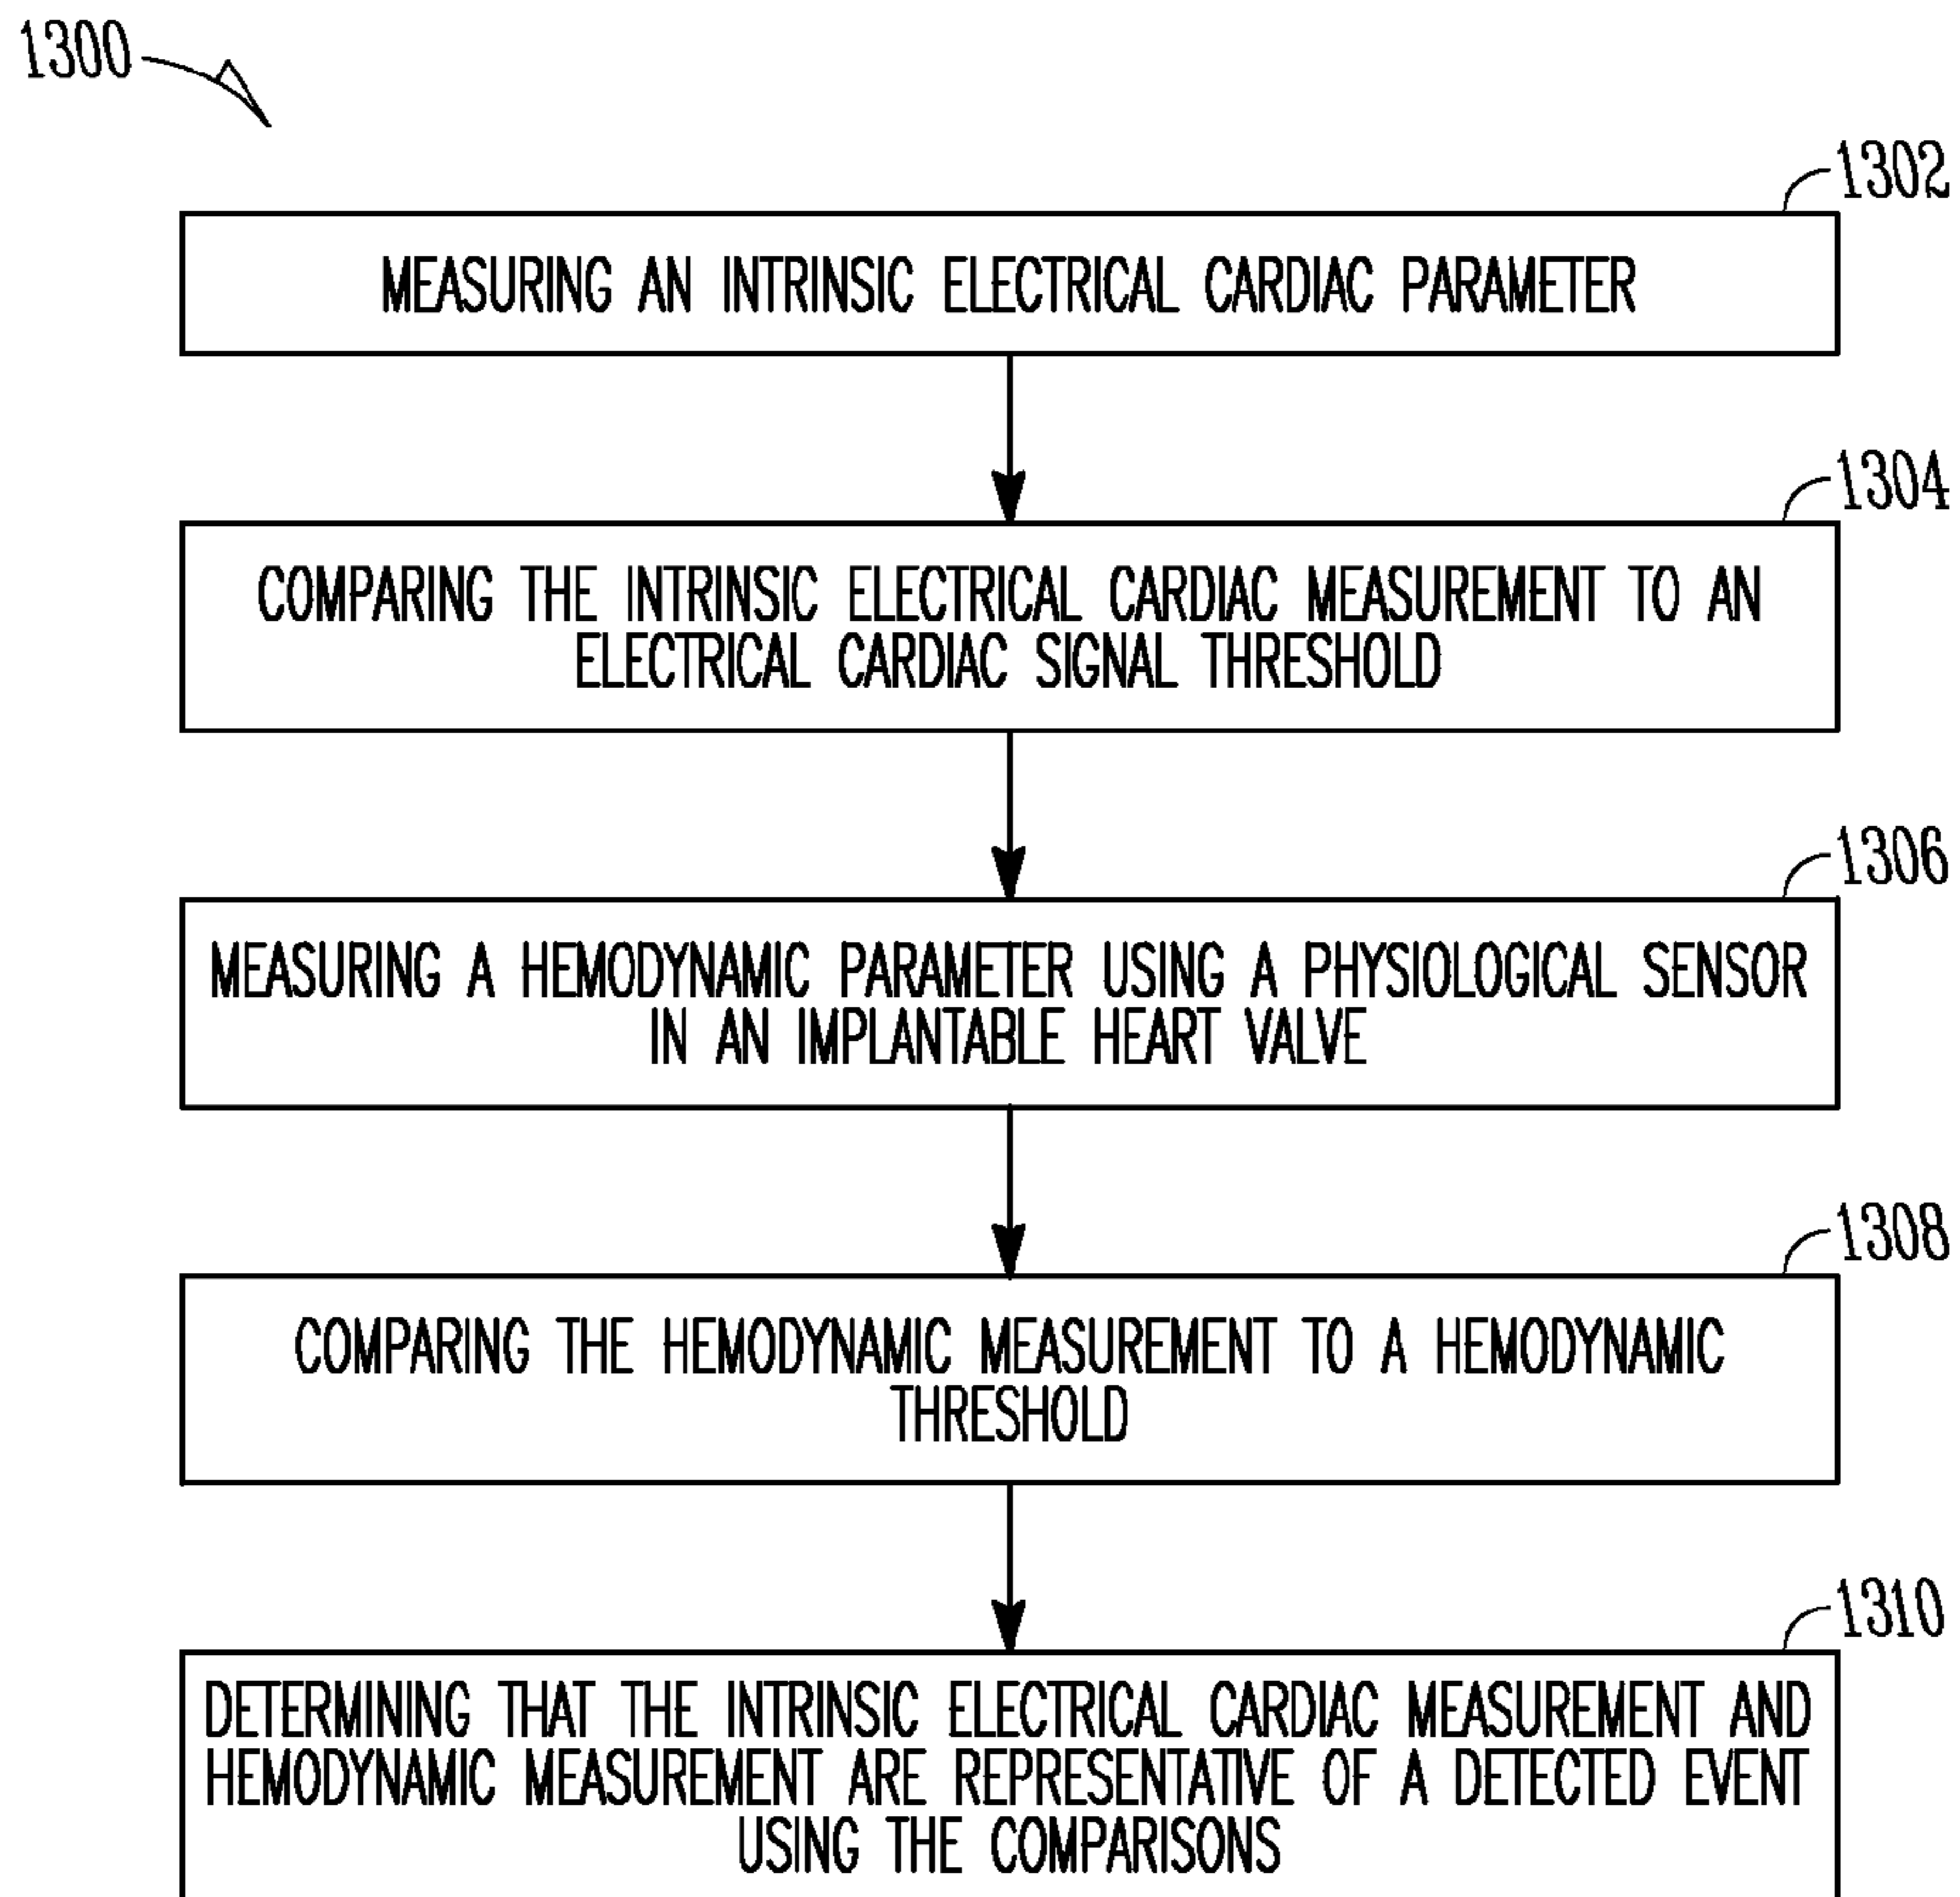 1300
1302
MEASURING AN INTRINSIC ELECTRICAL CARDIAC PARAMETER
1304
COMPARING THE INTRINSIC ELECTRICAL CARDIAC MEASUREMENT TO AN
ELECTRICAL CARDIAC SIGNAL THRESHOLD
1306
MEASURING A HEMODYNAMIC PARAMETER USING A PHYSIOLOGICAL SENSOR
IN AN IMPLANTABLE HEART VALVE
1308
COMPARING THE HEMODYNAMIC MEASUREMENT TO A HEMODYNAMIC
THRESHOLD
1310
DETERMINING THAT THE INTRINSIC ELECTRICAL CARDIAC MEASUREMENT AND
HEMODYNAMIC MEASUREMENT ARE REPRESENTATIVE OF A DETECTED EVENT
USING THE COMPARISONS